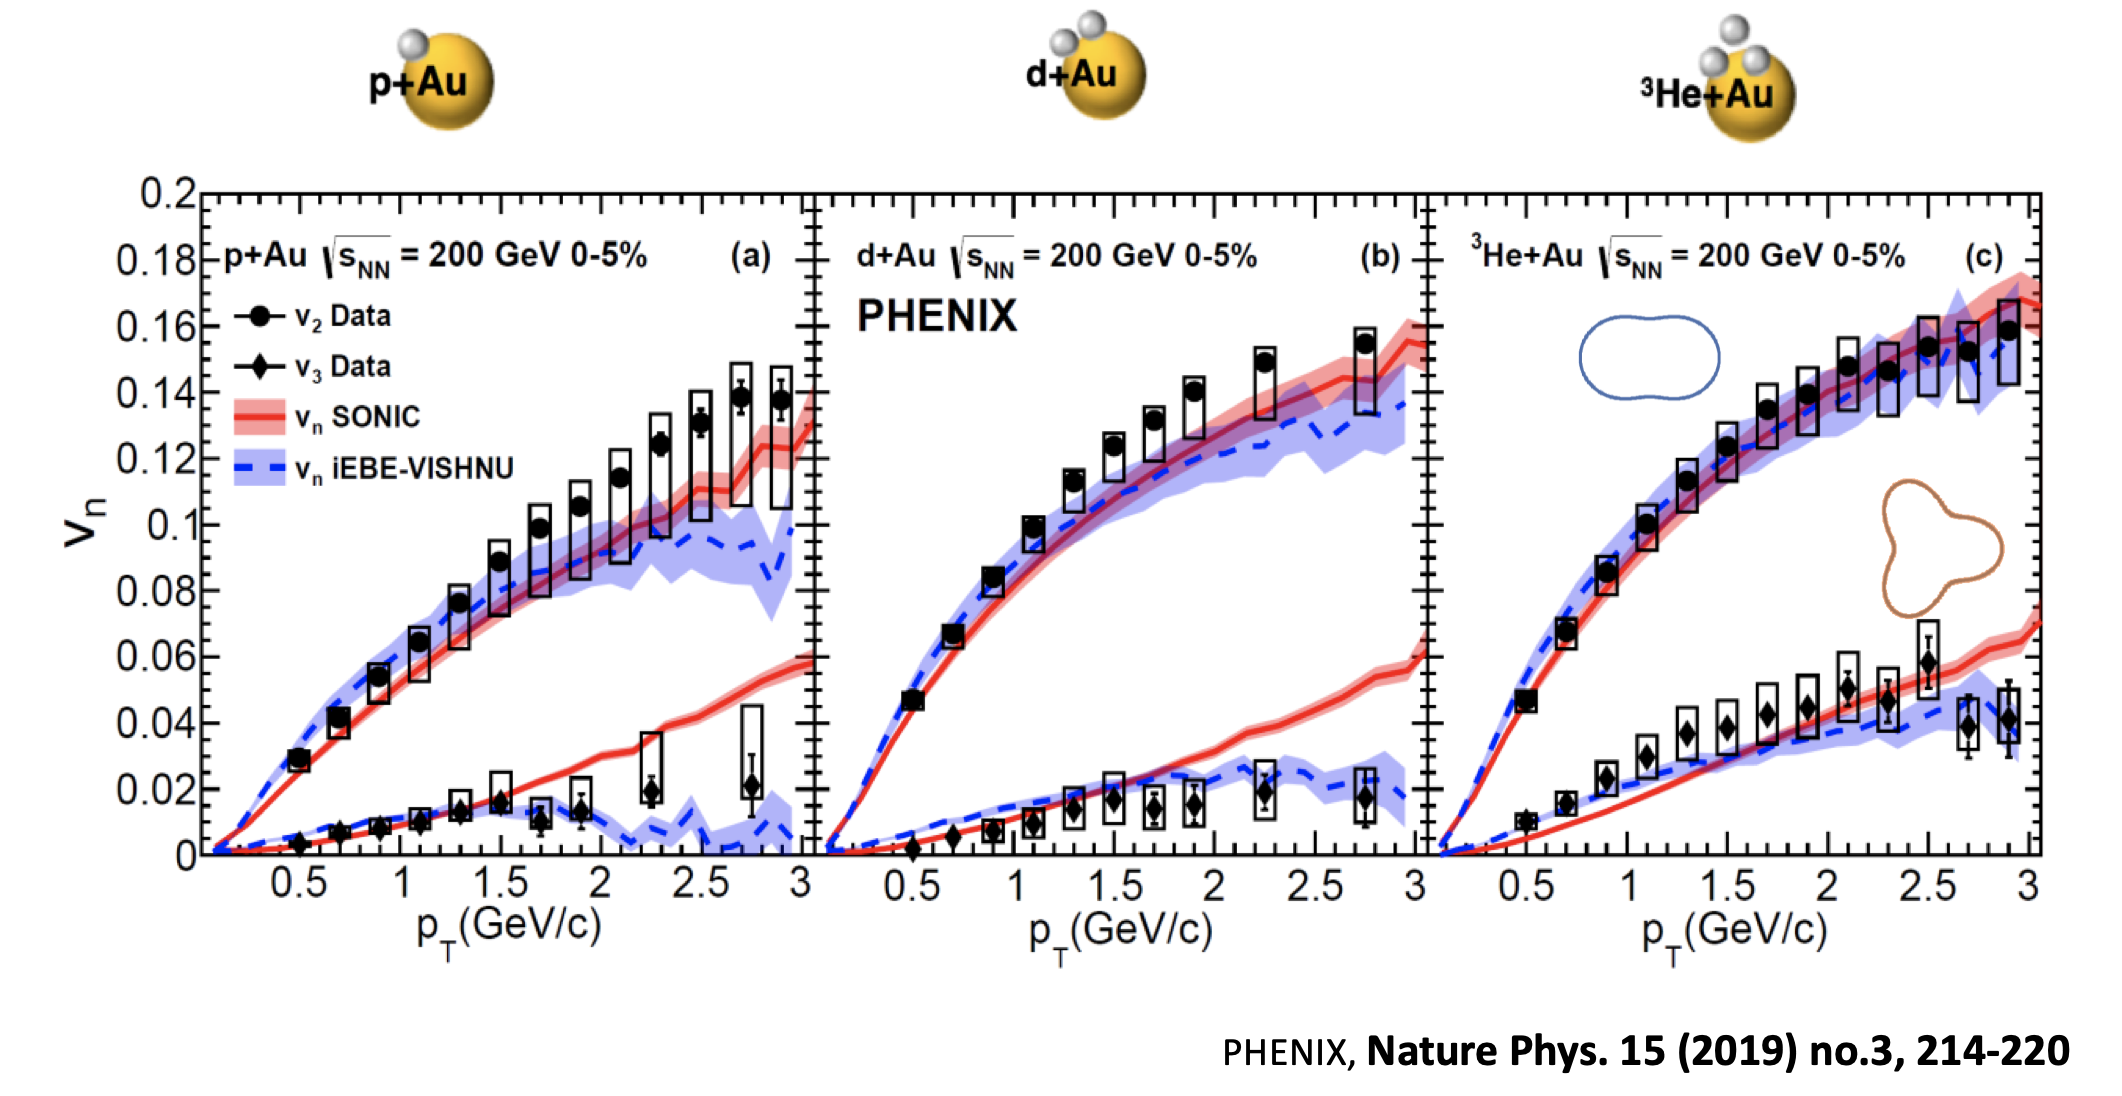 p+Au
d+Au
³He+Au
p+Au √sNN = 200 GeV 0-5% (a)
v2 Data
v3 Data
vn SONIC
vn iEBE-VISHNU
d+Au √sNN = 200 GeV 0-5% (b)
PHENIX
³He+Au √sNN = 200 GeV 0-5% (c)
vn
0.2
0.18
0.16
0.14
0.12
0.1
0.08
0.06
0.04
0.02
0
0.5 1 1.5 2 2.5 3
0.5 1 1.5 2 2.5 3
0.5 1 1.5 2 2.5 3
pT(GeV/c)
pT(GeV/c)
pT(GeV/c)
PHENIX, Nature Phys. 15 (2019) no.3, 214-220